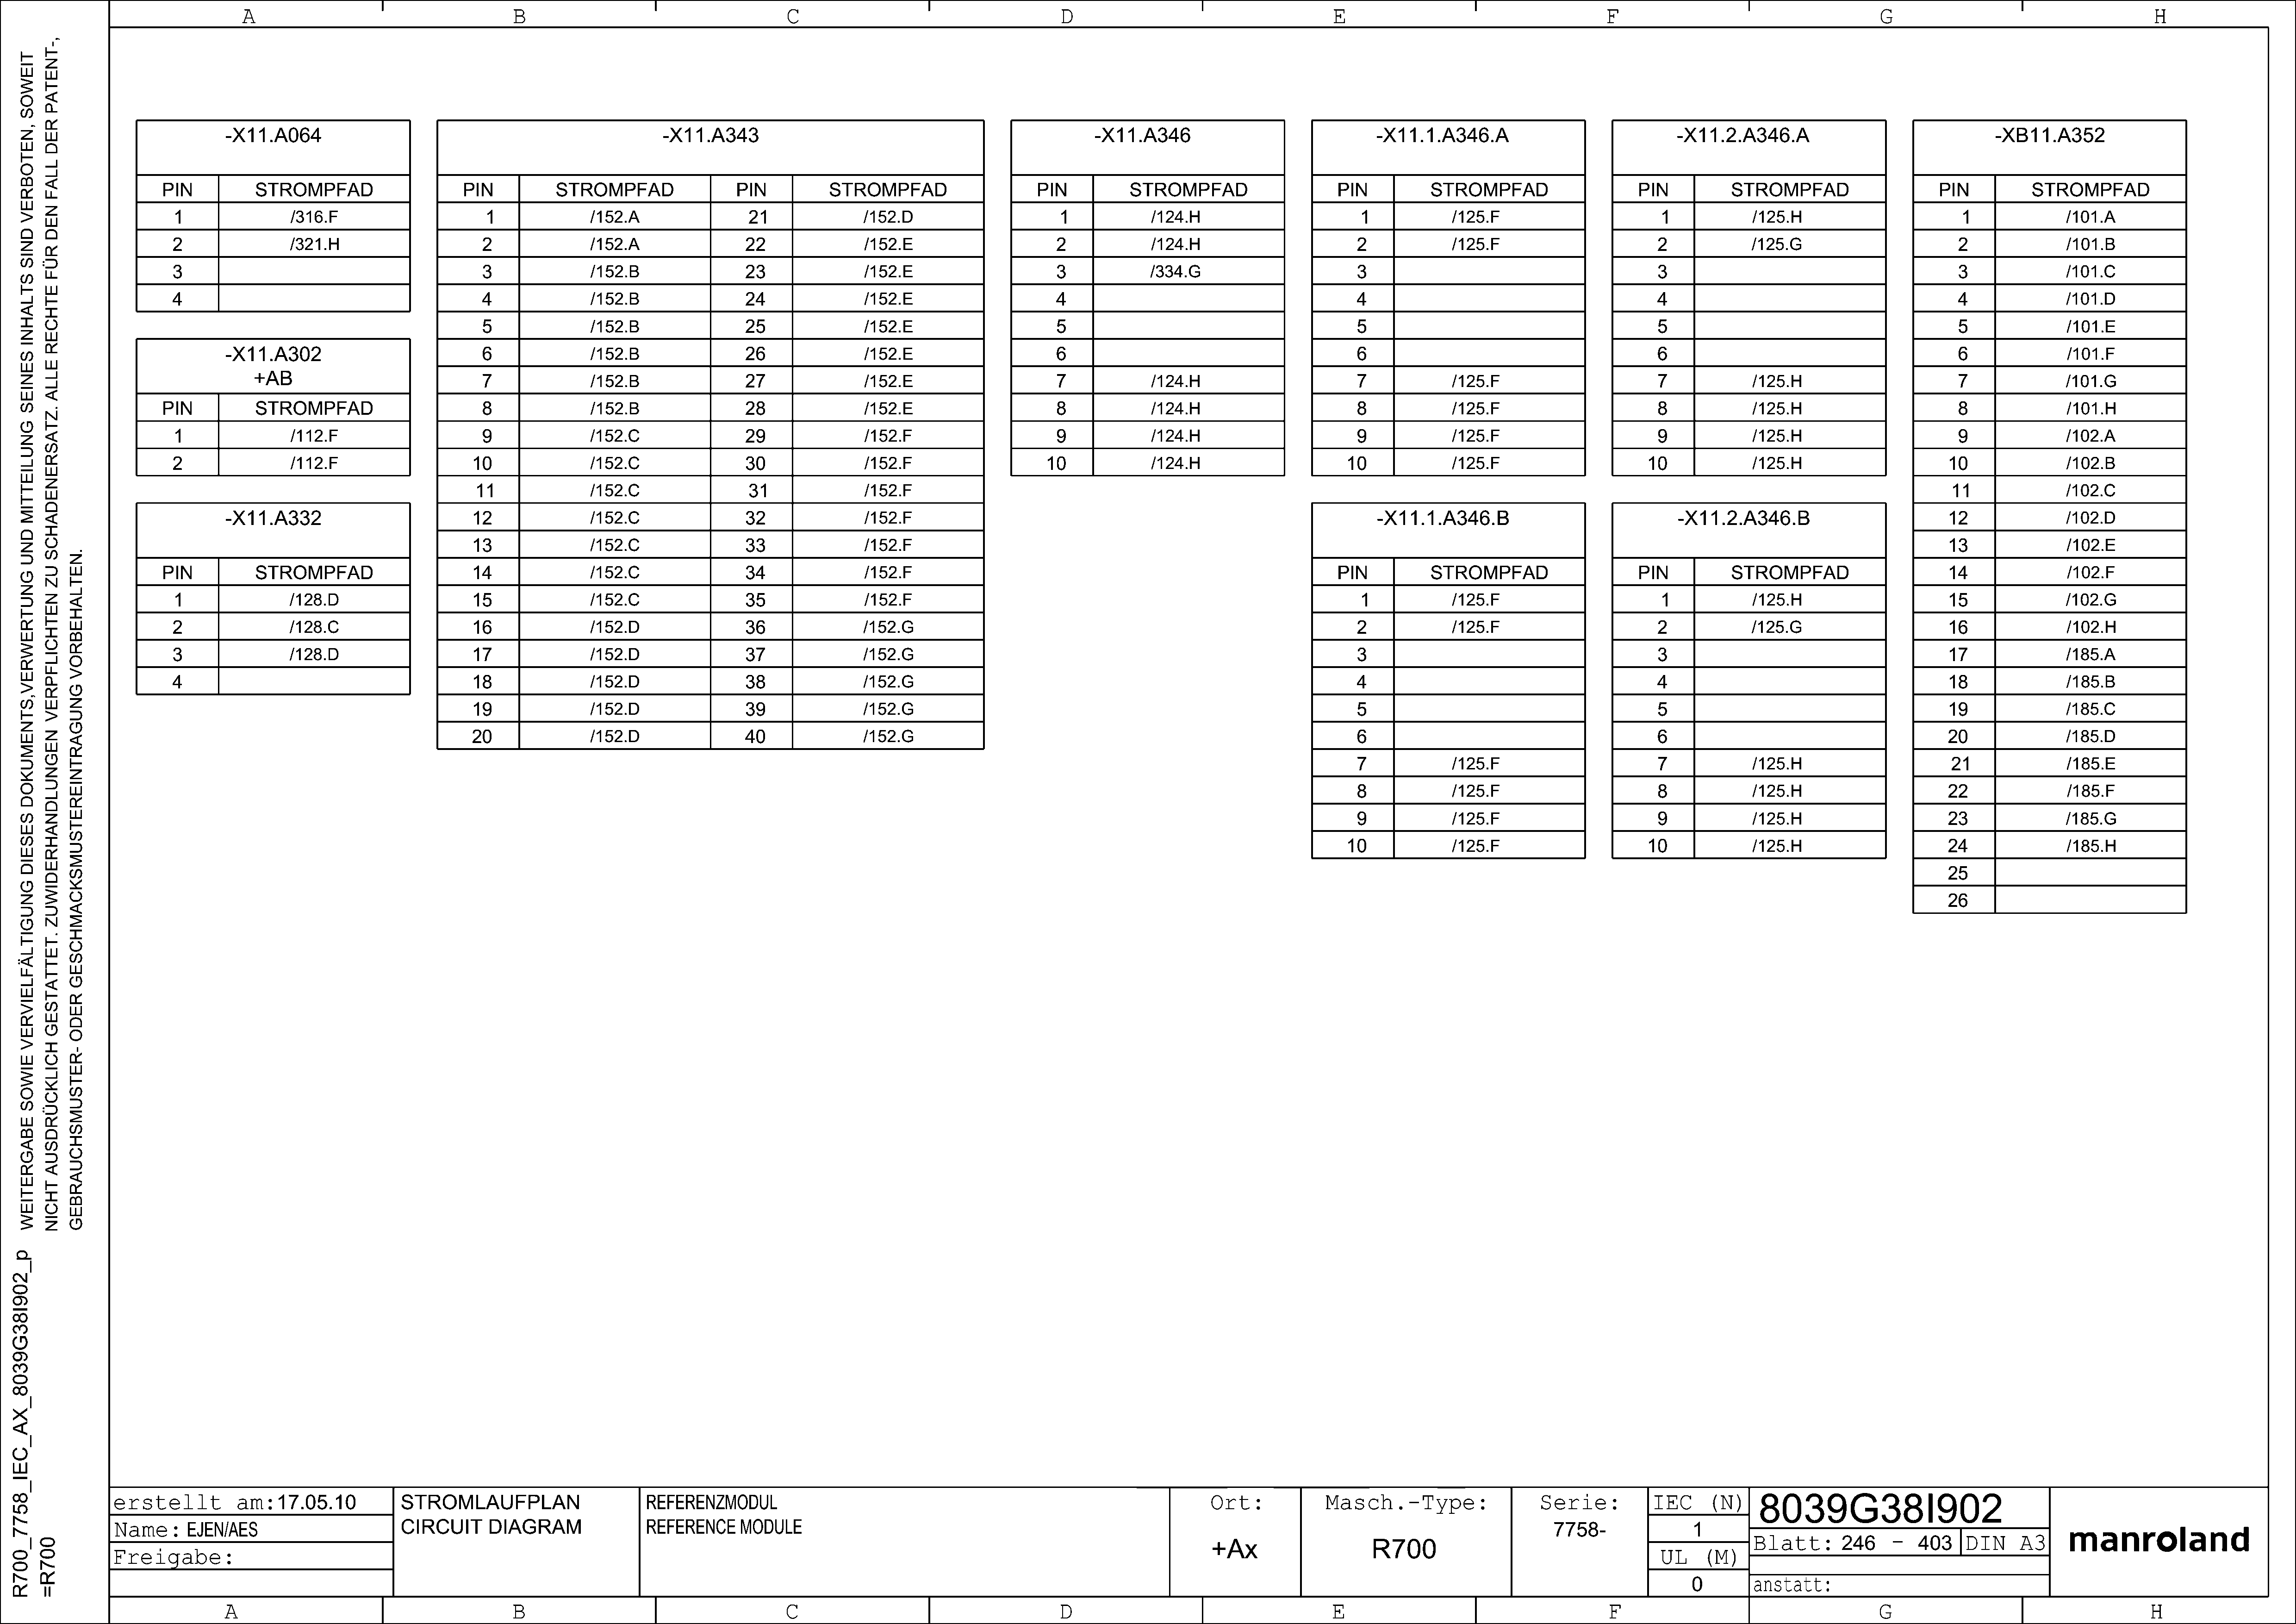 A B C D E F G H
WEITERGABE SOWIE VERVIELFÄLTIGUNG DIESES DOKUMENTS,VERWERTUNG UND MITTEILUNG SEINES INHALTS SIND VERBOTEN, SOWEIT
NICHT AUSDRÜCKLICH GESTATTET. ZUWIDERHANDLUNGEN VERPFLICHTEN ZU SCHADENERSATZ. ALLE RECHTE FÜR DEN FALL DER PATENT-,
GEBRAUCHSMUSTER- ODER GESCHMACKSMUSTEREINTRAGUNG VORBEHALTEN.
R700_7758_IEC_AX_8039G38I902_p
=R700
-X11.A064
PIN STROMPFAD
1 /316.F
2 /321.H
3
4
-X11.A302
+AB
PIN STROMPFAD
1 /112.F
2 /112.F
-X11.A332
PIN STROMPFAD
1 /128.D
2 /128.C
3 /128.D
4
-X11.A343
PIN STROMPFAD PIN STROMPFAD
1 /152.A 21 /152.D
2 /152.A 22 /152.E
3 /152.B 23 /152.E
4 /152.B 24 /152.E
5 /152.B 25 /152.E
6 /152.B 26 /152.E
7 /152.B 27 /152.E
8 /152.B 28 /152.E
9 /152.C 29 /152.F
10 /152.C 30 /152.F
11 /152.C 31 /152.F
12 /152.C 32 /152.F
13 /152.C 33 /152.F
14 /152.C 34 /152.F
15 /152.C 35 /152.F
16 /152.D 36 /152.G
17 /152.D 37 /152.G
18 /152.D 38 /152.G
19 /152.D 39 /152.G
20 /152.D 40 /152.G
-X11.A346
PIN STROMPFAD
1 /124.H
2 /124.H
3 /334.G
4
5
6
7 /124.H
8 /124.H
9 /124.H
10 /124.H
-X11.1.A346.A
PIN STROMPFAD
1 /125.F
2 /125.F
3
4
5
6
7 /125.F
8 /125.F
9 /125.F
10 /125.F
-X11.1.A346.B
PIN STROMPFAD
1 /125.F
2 /125.F
3
4
5
6
7 /125.F
8 /125.F
9 /125.F
10 /125.F
-X11.2.A346.A
PIN STROMPFAD
1 /125.H
2 /125.G
3
4
5
6
7 /125.H
8 /125.H
9 /125.H
10 /125.H
-X11.2.A346.B
PIN STROMPFAD
1 /125.H
2 /125.G
3
4
5
6
7 /125.H
8 /125.H
9 /125.H
10 /125.H
-XB11.A352
PIN STROMPFAD
1 /101.A
2 /101.B
3 /101.C
4 /101.D
5 /101.E
6 /101.F
7 /101.G
8 /101.H
9 /102.A
10 /102.B
11 /102.C
12 /102.D
13 /102.E
14 /102.F
15 /102.G
16 /102.H
17 /185.A
18 /185.B
19 /185.C
20 /185.D
21 /185.E
22 /185.F
23 /185.G
24 /185.H
25
26
erstellt am:17.05.10
Name: EJEN/AES
Freigabe:
STROMLAUFPLAN
CIRCUIT DIAGRAM
REFERENZMODUL
REFERENCE MODULE
Ort:
+Ax
Masch.-Type:
R700
Serie:
7758-
IEC (N)
1
UL (M)
0
8039G38I902
Blatt: 246 - 403 DIN A3
anstatt:
manroland
A B C D E F G H